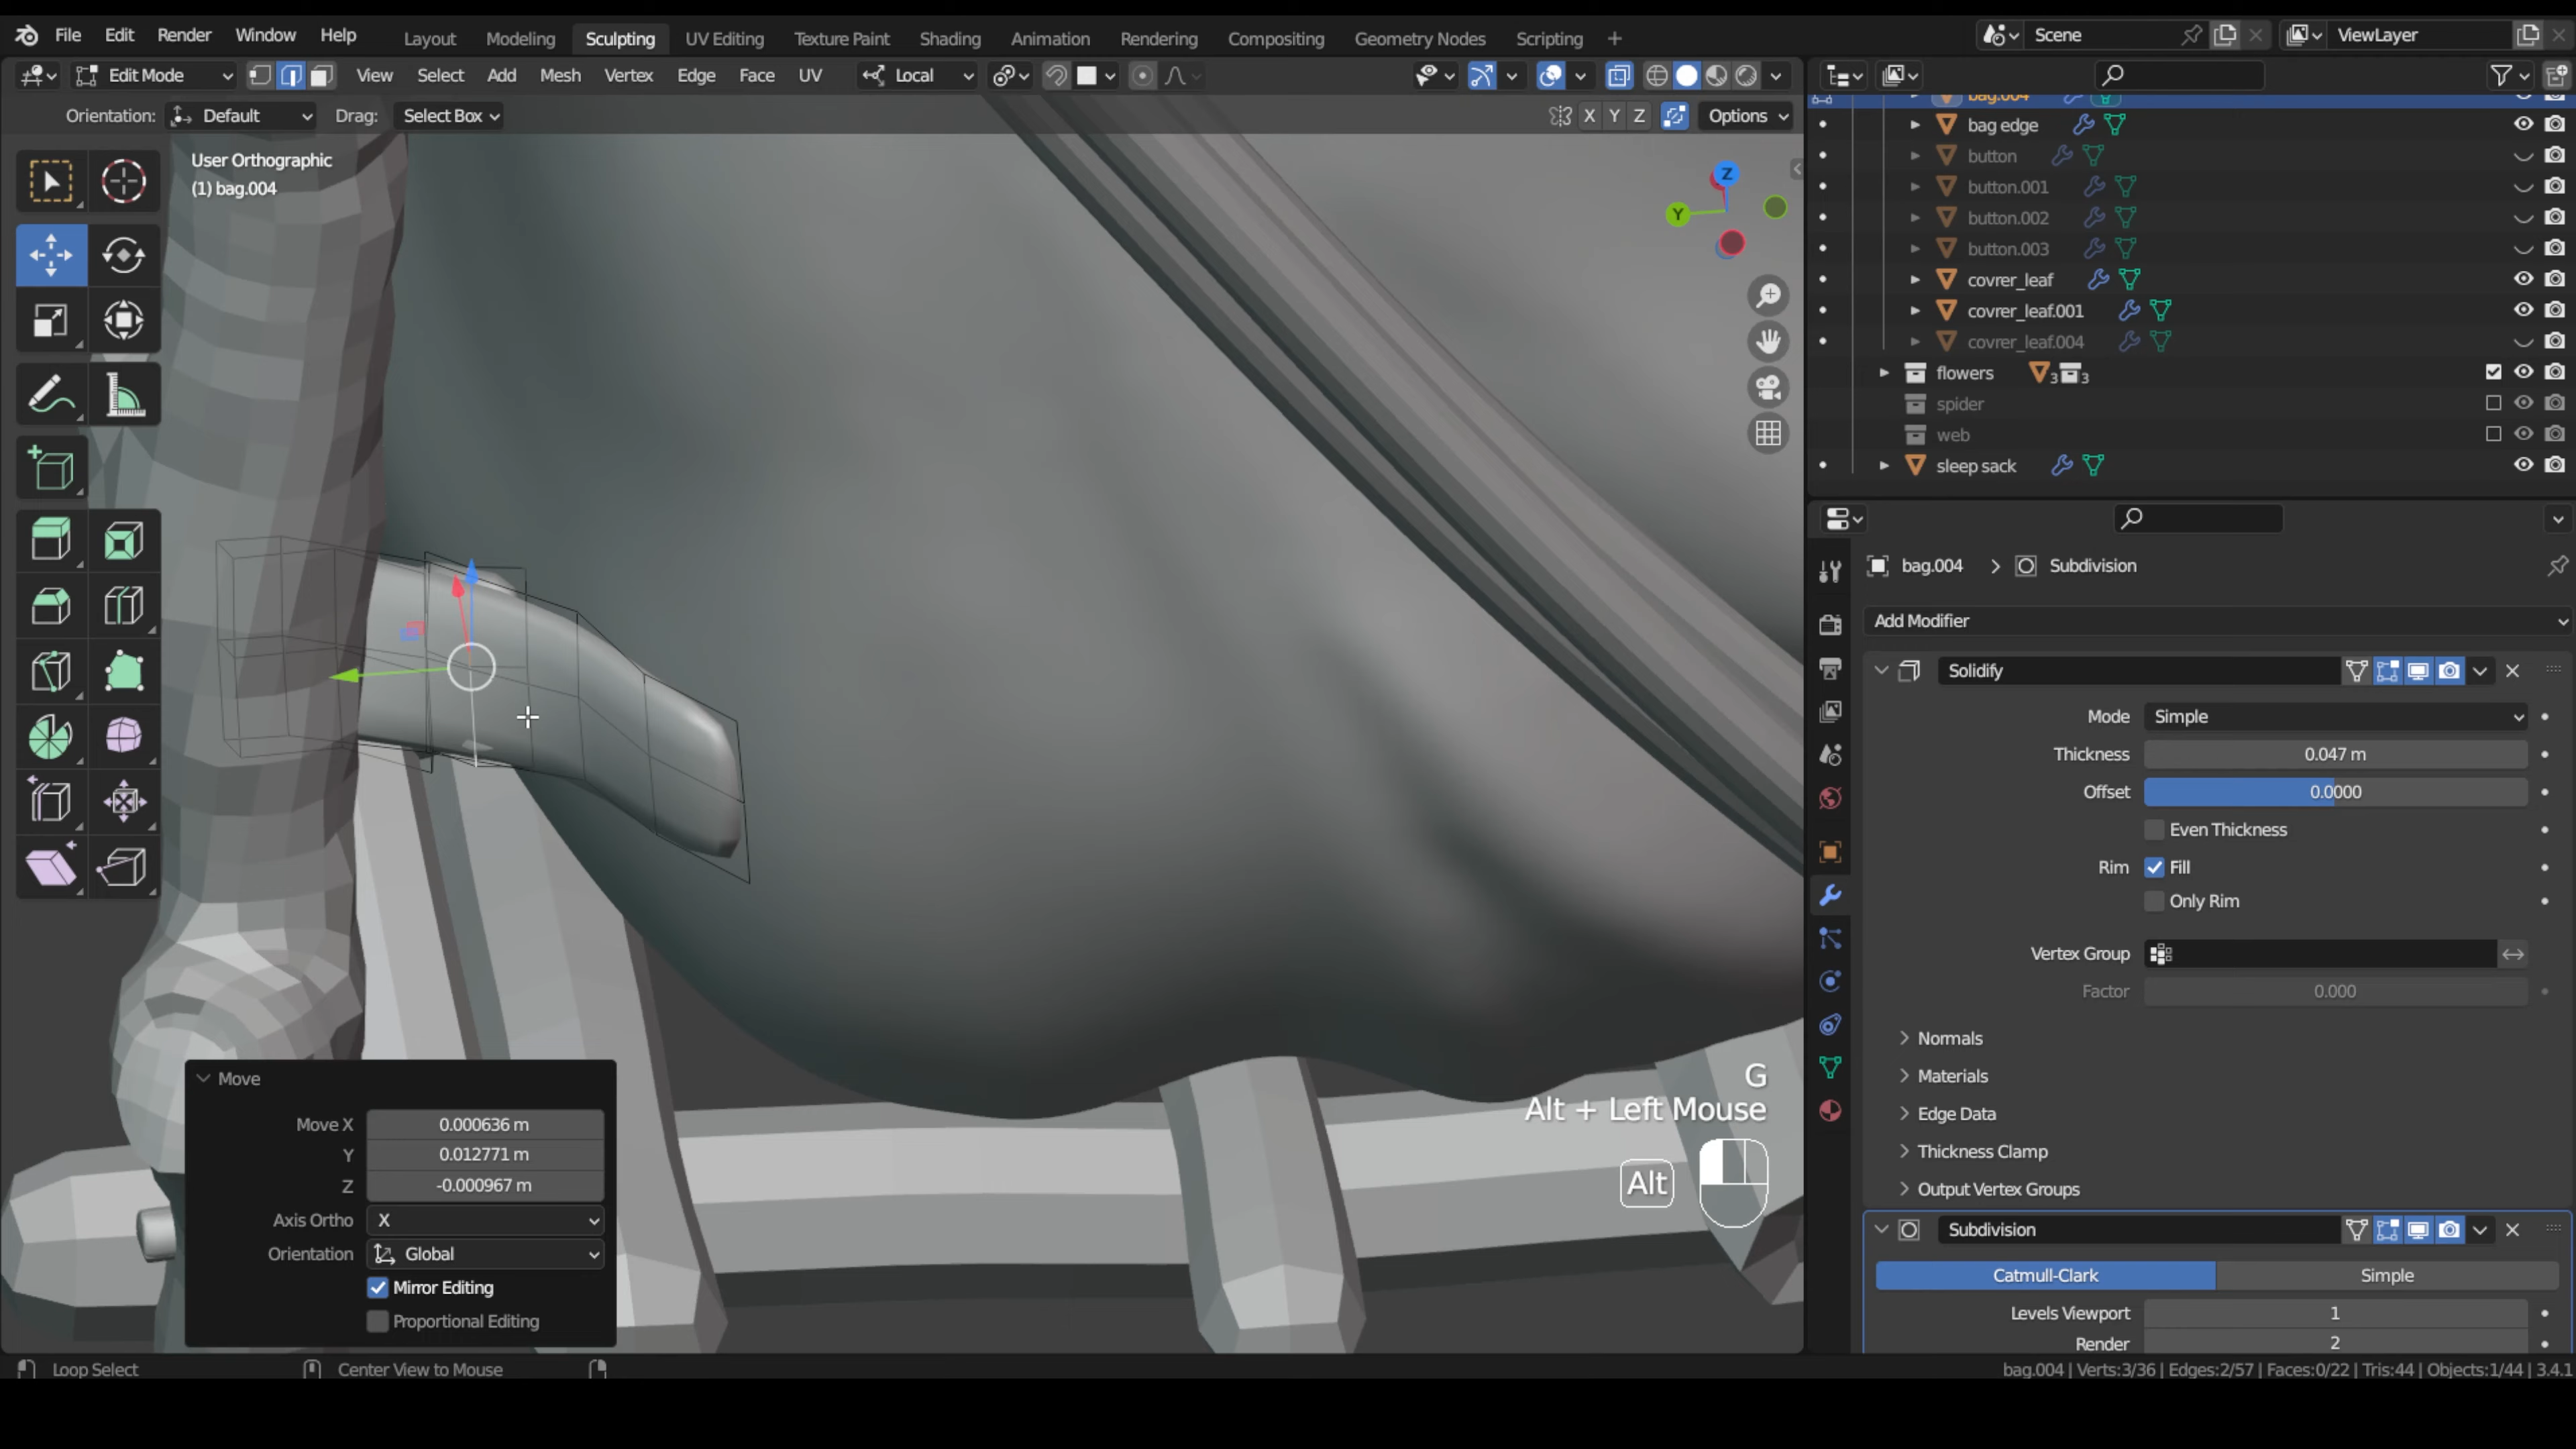 File Edit Render Window Help
Layout Modeling Sculpting UV Editing Texture Paint Shading Animation Rendering Compositing Geometry Nodes Scripting +
Scene ViewLayer
Edit Mode View Select Add Mesh Vertex Edge Face UV Local
Orientation: Default Drag: Select Box X Y Z Options
User Orthographic
(1) bag.004
Z
Y
bag.004
bag edge
button
button.001
button.002
button.003
covrer_leaf
covrer_leaf.001
covrer_leaf.004
flowers 3 3
spider
web
sleep sack
bag.004 > Subdivision
Add Modifier
Solidify
Mode Simple
Thickness 0.047 m
Offset 0.0000
Even Thickness
Rim Fill
Only Rim
Vertex Group
Factor 0.000
Normals
Materials
Edge Data
Thickness Clamp
Output Vertex Groups
Subdivision
Catmull-Clark Simple
Levels Viewport 1
Render 2
Move
Move X 0.000636 m
Y 0.012771 m
Z -0.000967 m
Axis Ortho X
Orientation Global
Mirror Editing
Proportional Editing
G
Alt + Left Mouse
Alt
Loop Select Center View to Mouse
bag.004 | Verts:3/36 | Edges:2/57 | Faces:0/22 | Tris:44 | Objects:1/44 | 3.4.1